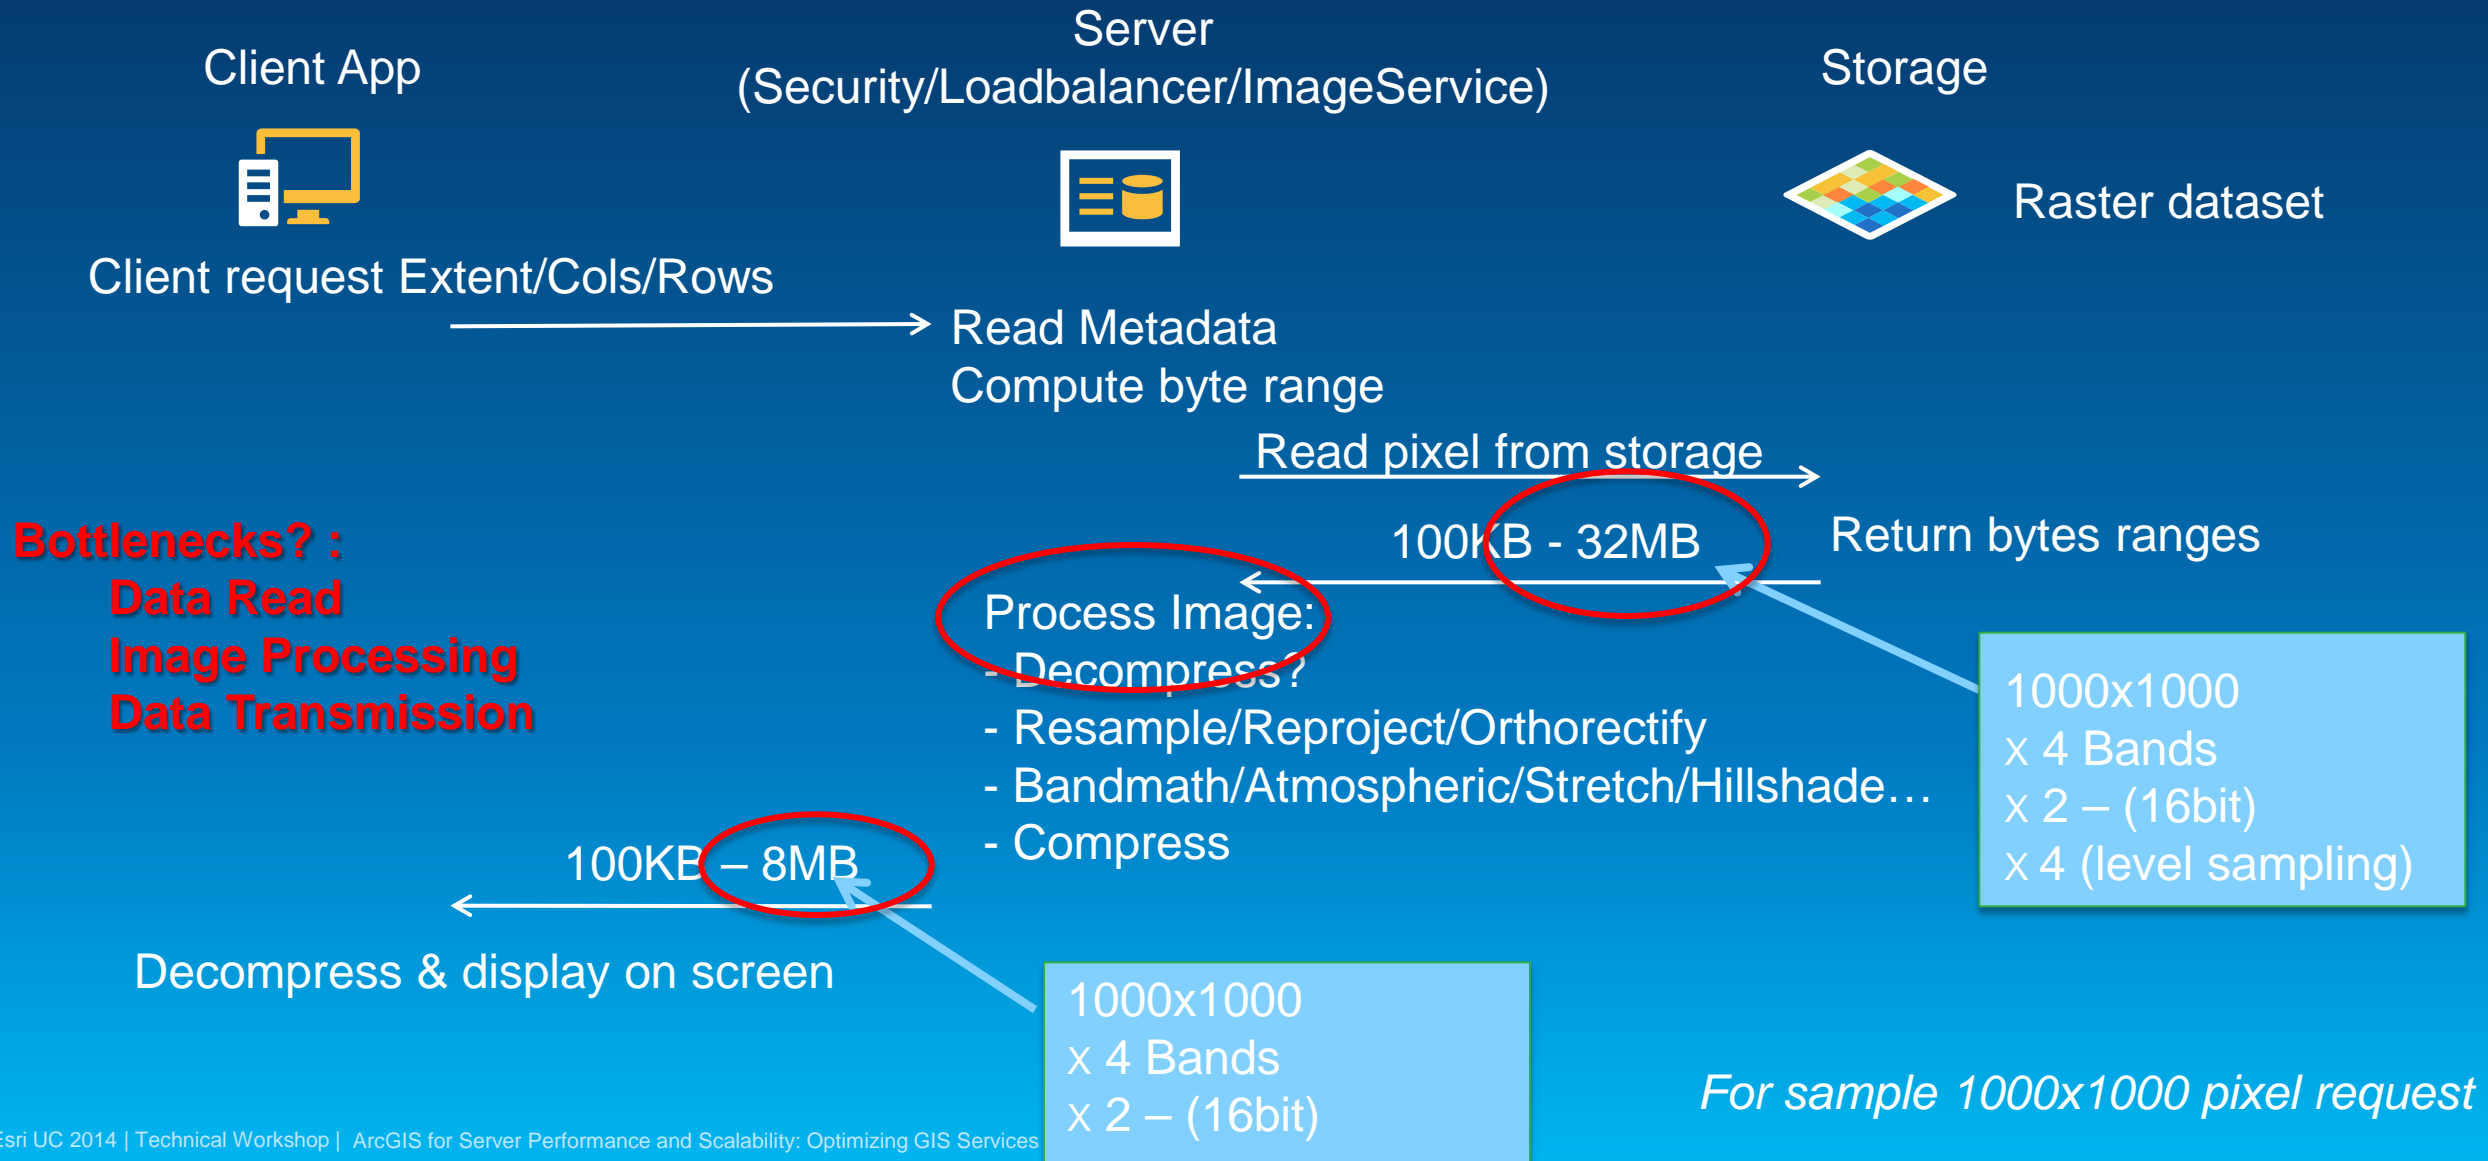 Server
Client App
(Security/Loadbalancer/ImageService)
Storage
Raster dataset
Client request Extent/Cols/Rows
Read Metadata
Compute byte range
Read pixel from storage
100KB - 32MB
Return bytes ranges
Bottlenecks? :
Data Read
Image Processing
Data Transmission
Process Image:
- Decompress?
- Resample/Reproject/Orthorectify
- Bandmath/Atmospheric/Stretch/Hillshade…
- Compress
1000x1000
X 4 Bands
X 2 – (16bit)
X 4 (level sampling)
100KB – 8MB
Decompress & display on screen
1000x1000
X 4 Bands
X 2 – (16bit)
For sample 1000x1000 pixel request
Esri UC 2014 | Technical Workshop | ArcGIS for Server Performance and Scalability: Optimizing GIS Services